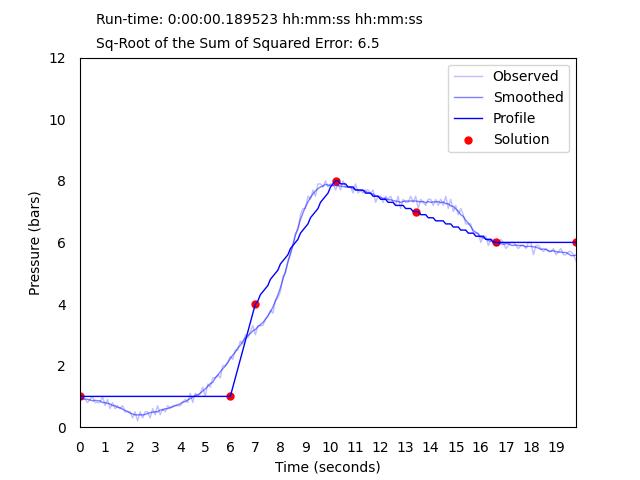 Run-time: 0:00:00.189523 hh:mm:ss hh:mm:ss
Sq-Root of the Sum of Squared Error: 6.5
12
10
8
6
4
2
0
Pressure (bars)
Observed
Smoothed
Profile
Solution
0 1 2 3 4 5 6 7 8 9 10 11 12 13 14 15 16 17 18 19
Time (seconds)